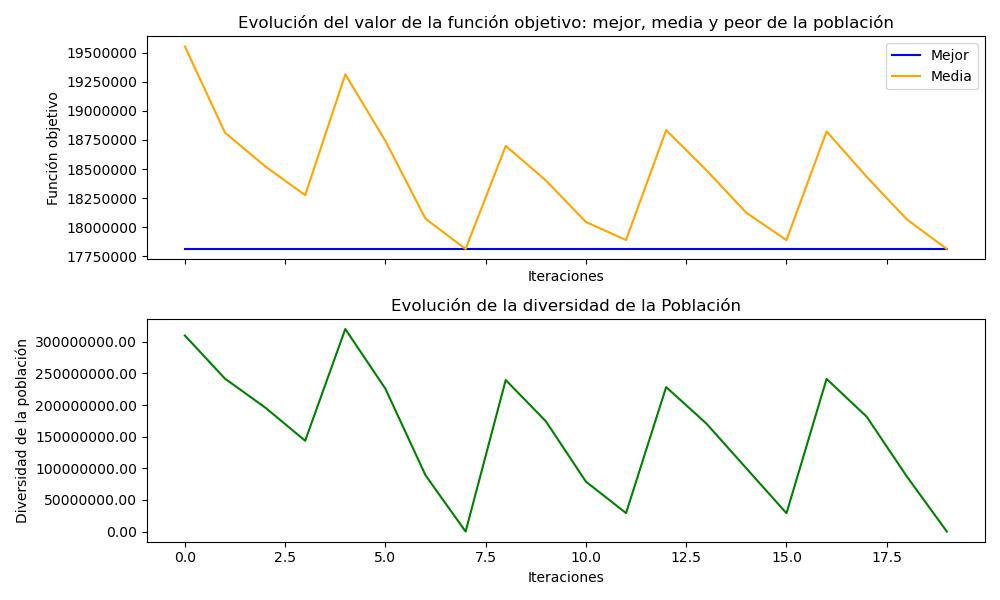 Evolución del valor de la función objetivo: mejor, media y peor de la población
Mejor
Media
Función objetivo
19500000
19250000
19000000
18750000
18500000
18250000
18000000
17750000
Iteraciones
Evolución de la diversidad de la Población
Diversidad de la población
300000000.00
250000000.00
200000000.00
150000000.00
100000000.00
50000000.00
0.00
0.0 2.5 5.0 7.5 10.0 12.5 15.0 17.5
Iteraciones